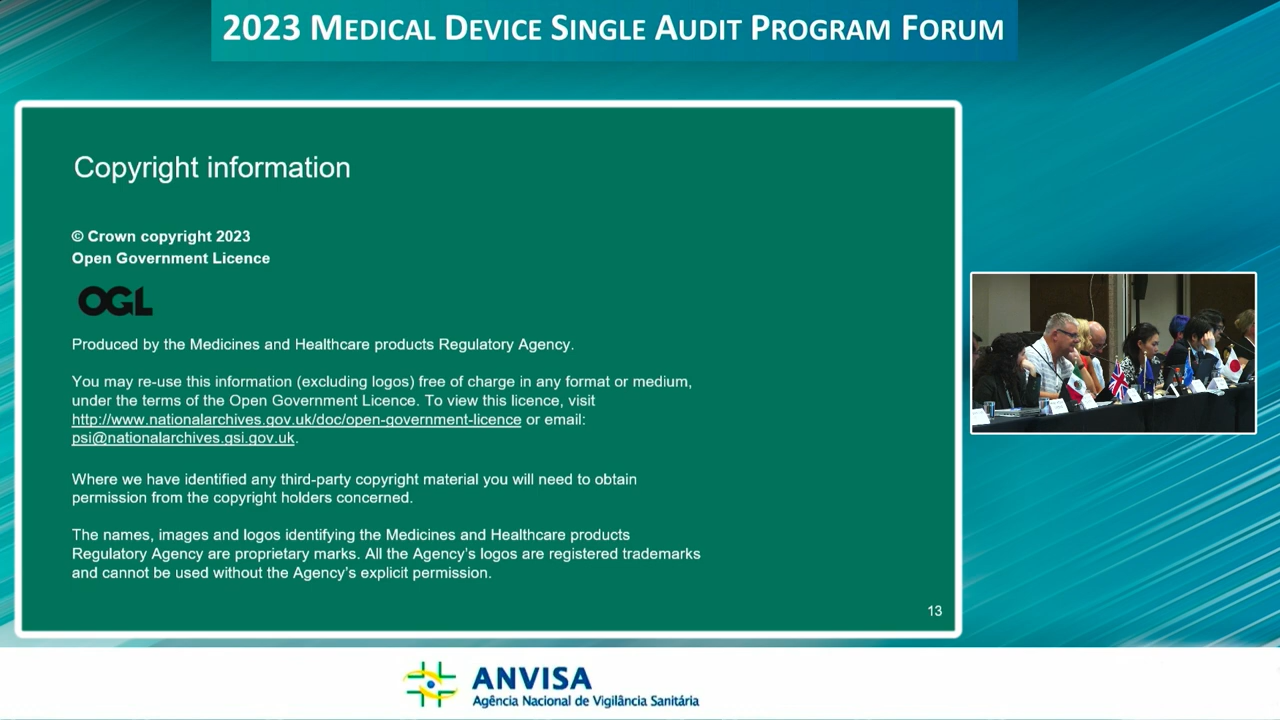 2023 MEDICAL DEVICE SINGLE AUDIT PROGRAM FORUM
Copyright information
© Crown copyright 2023
Open Government Licence
OGL
Produced by the Medicines and Healthcare products Regulatory Agency.
You may re-use this information (excluding logos) free of charge in any format or medium,
under the terms of the Open Government Licence. To view this licence, visit
http://www.nationalarchives.gov.uk/doc/open-government-licence or email:
psi@nationalarchives.gsi.gov.uk.
Where we have identified any third-party copyright material you will need to obtain
permission from the copyright holders concerned.
The names, images and logos identifying the Medicines and Healthcare products
Regulatory Agency are proprietary marks. All the Agency's logos are registered trademarks
and cannot be used without the Agency's explicit permission.
13
ANVISA
Agência Nacional de Vigilância Sanitária